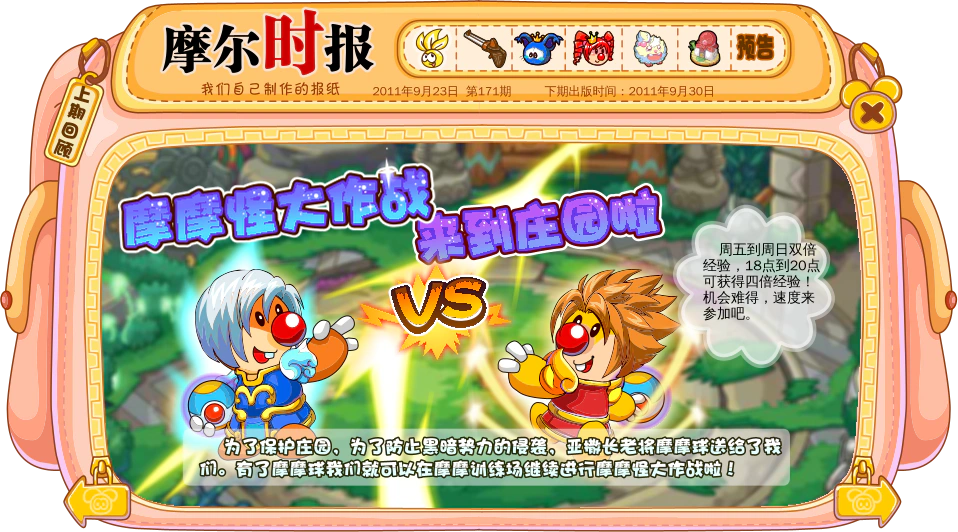 摩尔时报
预告
我们自己制作的报纸
2011年9月23日 第171期
下期出版时间：2011年9月30日
上期回顾
摩摩怪大作战
来到庄园啦
VS
周五到周日双倍
经验，18点到20点
可获得四倍经验！
机会难得，速度来
参加吧。
为了保护庄园，为了防止黑暗势力的侵袭，亚微长老将摩摩球送给了我
们。有了摩摩球我们就可以在摩摩训练场继续进行摩摩怪大作战啦！